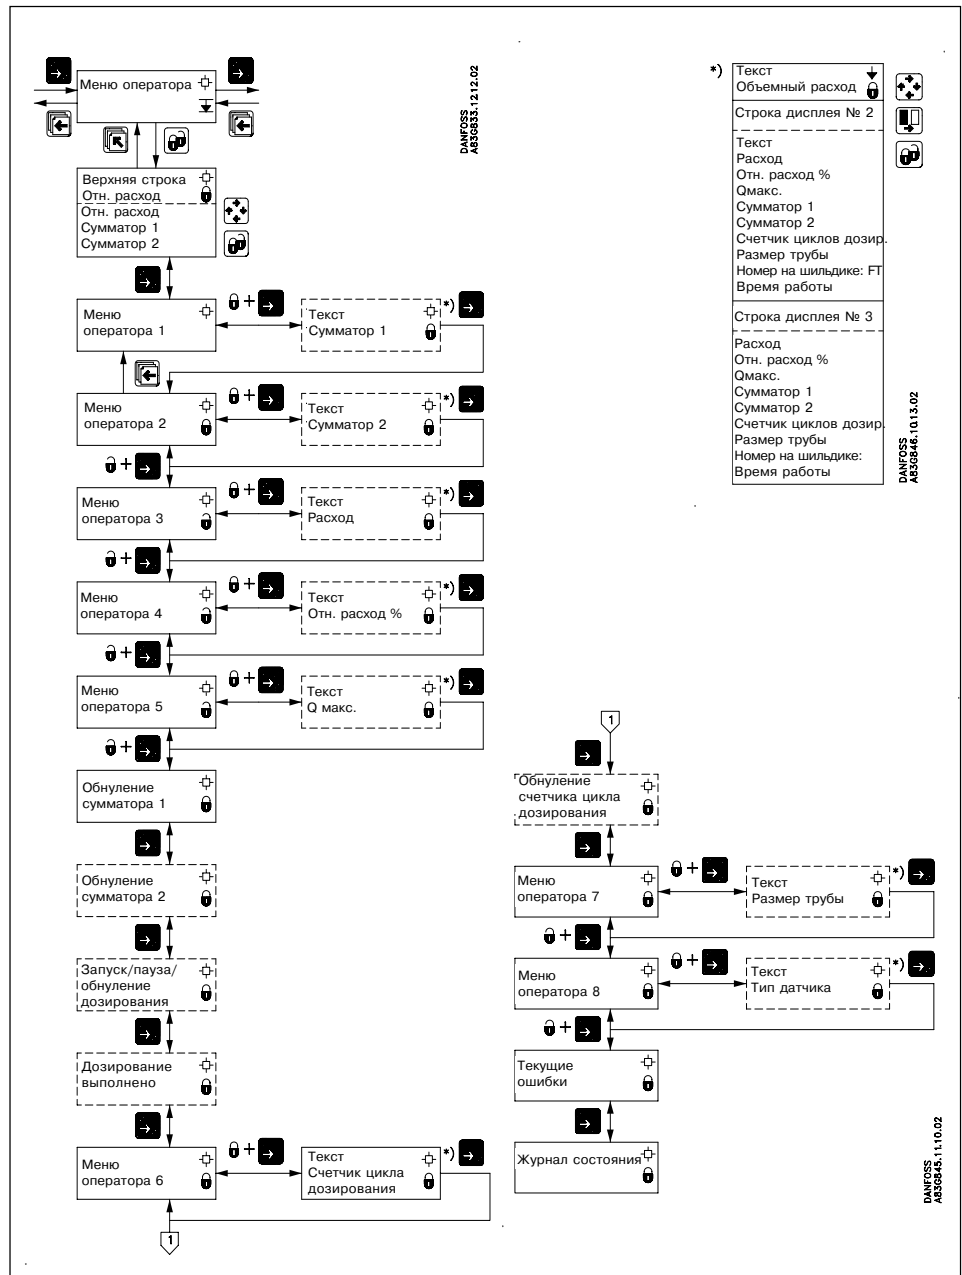 Меню оператора
Верхняя строка
Отн. расход
Отн. расход
Сумматор 1
Сумматор 2
DANFOSS
A83G833.12.12.02
Меню
оператора 1
+
*)
Текст
Сумматор 1
Меню
оператора 2
+
*)
Текст
Сумматор 2
+
Меню
оператора 3
+
*)
Текст
Расход
+
Меню
оператора 4
+
*)
Текст
Отн. расход %
+
Меню
оператора 5
+
*)
Текст
Q макс.
+
Обнуление
сумматора 1
Обнуление
сумматора 2
Запуск/пауза/
обнуление
дозирования
Дозирование
выполнено
Меню
оператора 6
+
*)
Текст
Счетчик цикла
дозирования
1
*)
Текст
Объемный расход
Строка дисплея № 2
Текст
Расход
Отн. расход %
Qмакс.
Сумматор 1
Сумматор 2
Счетчик циклов дозир.
Размер трубы
Номер на шильдике: FT
Время работы
Строка дисплея № 3
Расход
Отн. расход %
Qмакс.
Сумматор 1
Сумматор 2
Счетчик циклов дозир.
Размер трубы
Номер на шильдике:
Время работы
DANFOSS
A83G846.10.13.02
1
Обнуление
счетчика цикла
дозирования
Меню
оператора 7
+
*)
Текст
Размер трубы
+
Меню
оператора 8
+
*)
Текст
Тип датчика
+
Текущие
ошибки
Журнал состояния
DANFOSS
A83G845.11.10.02